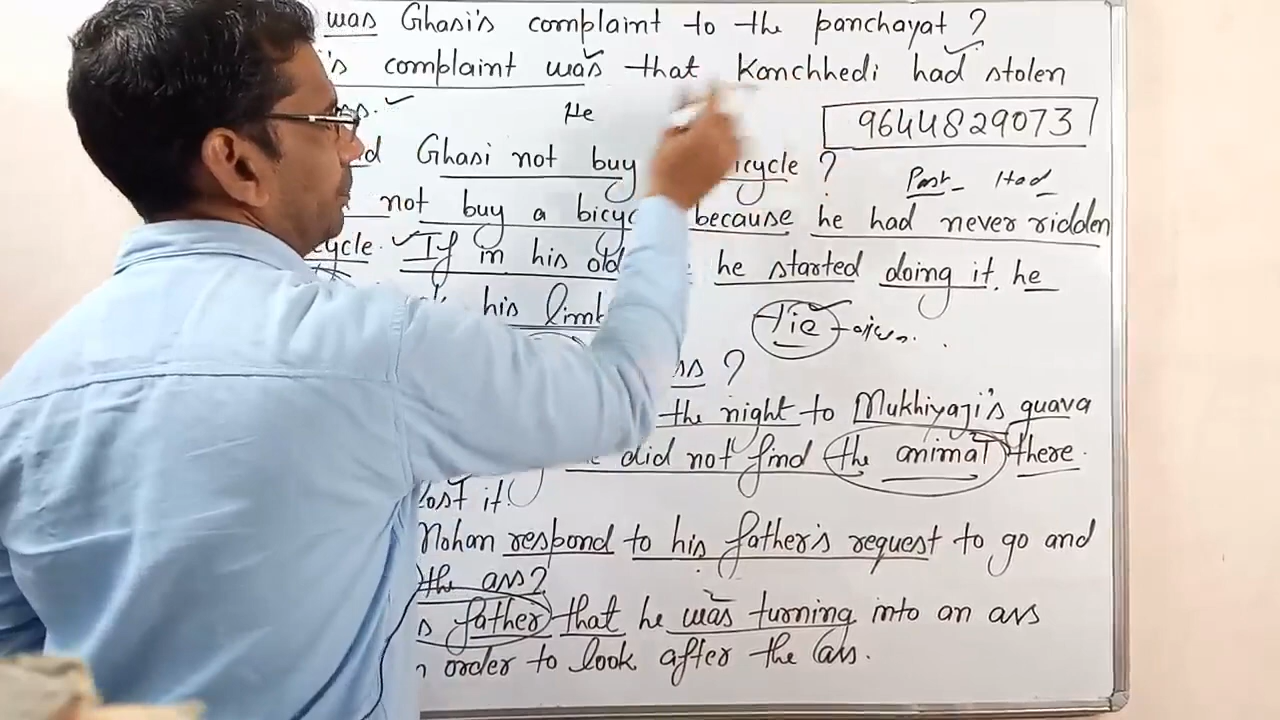 was Ghasi's complaint to the panchayat ?
's complaint was that Kanchhedi had stolen
ss. He 9644829073
d Ghasi not buy icycle ?
Past Had
not buy a bicyc because he had never ridden
cycle. If in his old he started doing it, he
his limb
Tie
ss ?
the night to Mukhiyaji's guava
did not find the animal there.
lost it.
Mohan respond to his father's request to go and
the ass?
s father that he was turning into an ass
n order to look after the ass.